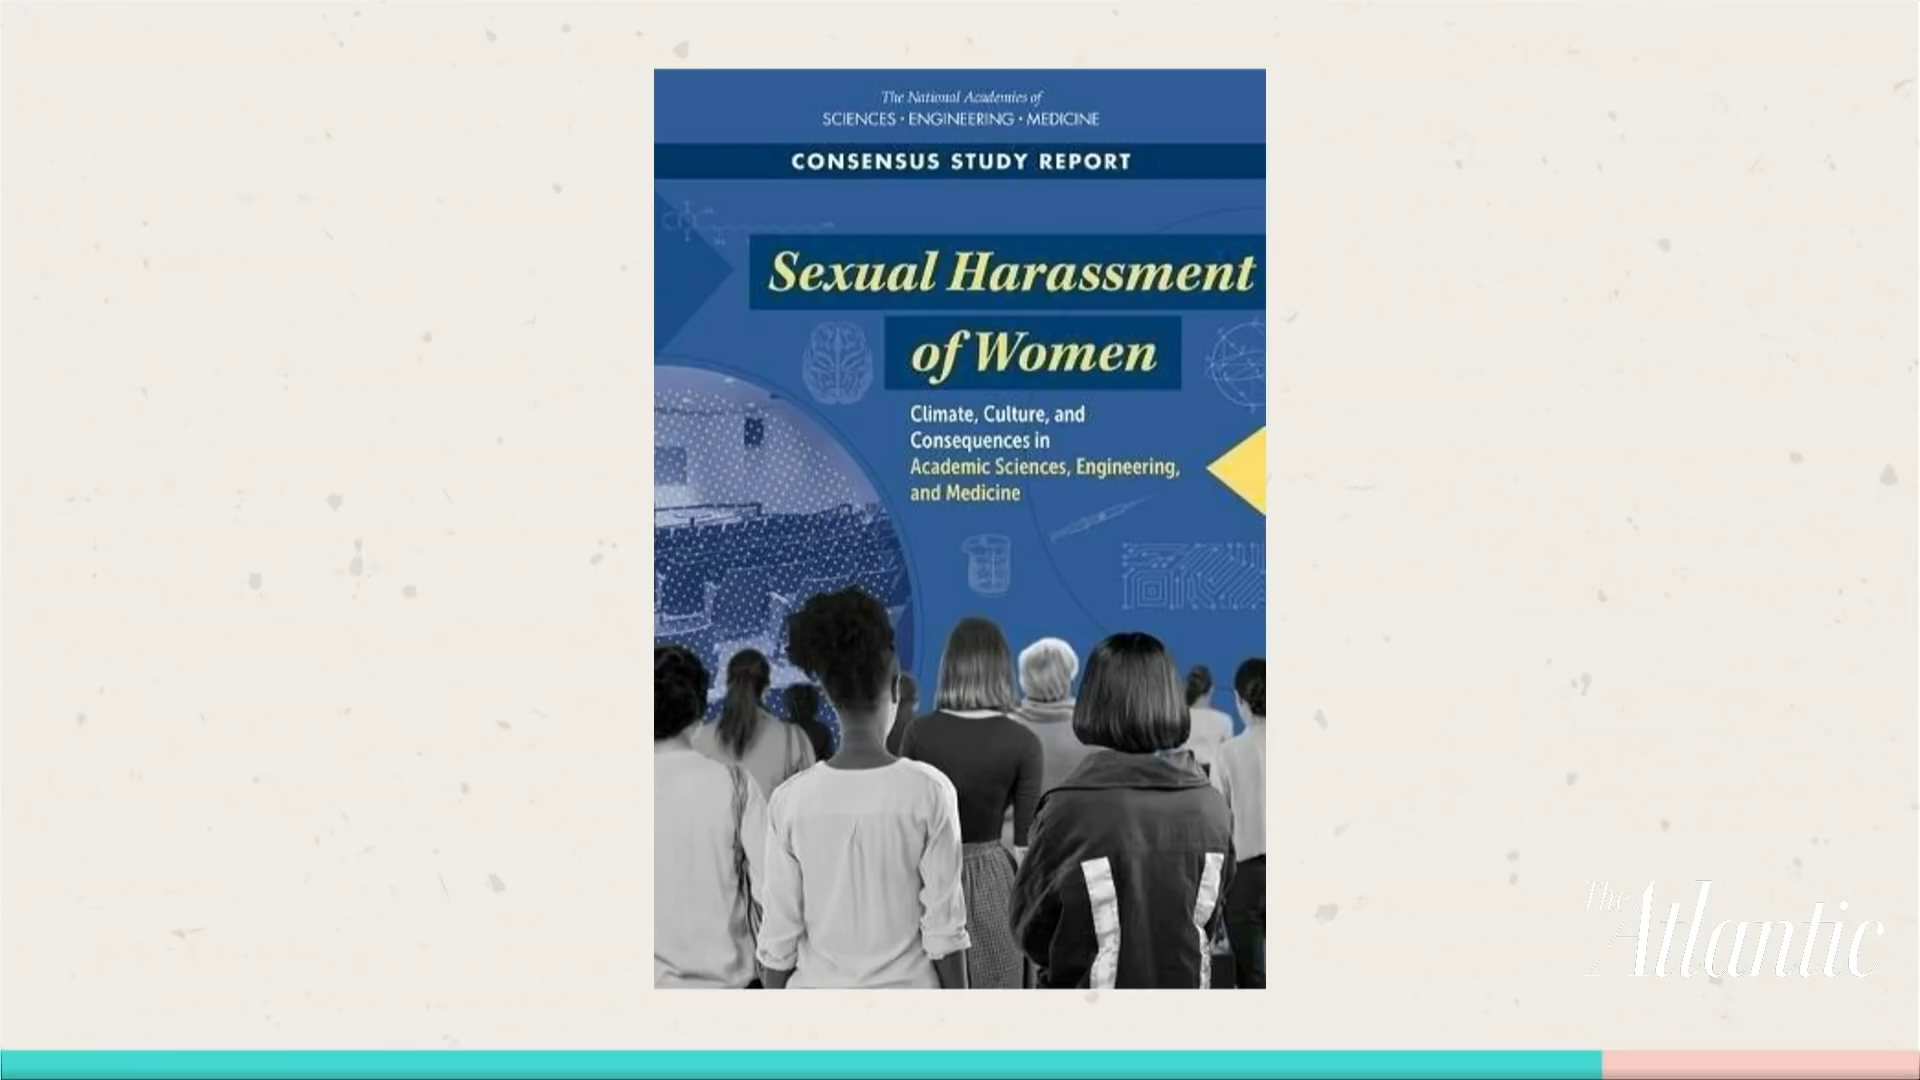 The National Academies of
SCIENCES · ENGINEERING · MEDICINE
CONSENSUS STUDY REPORT
Sexual Harassment
of Women
Climate, Culture, and
Consequences in
Academic Sciences, Engineering,
and Medicine
The
Atlantic